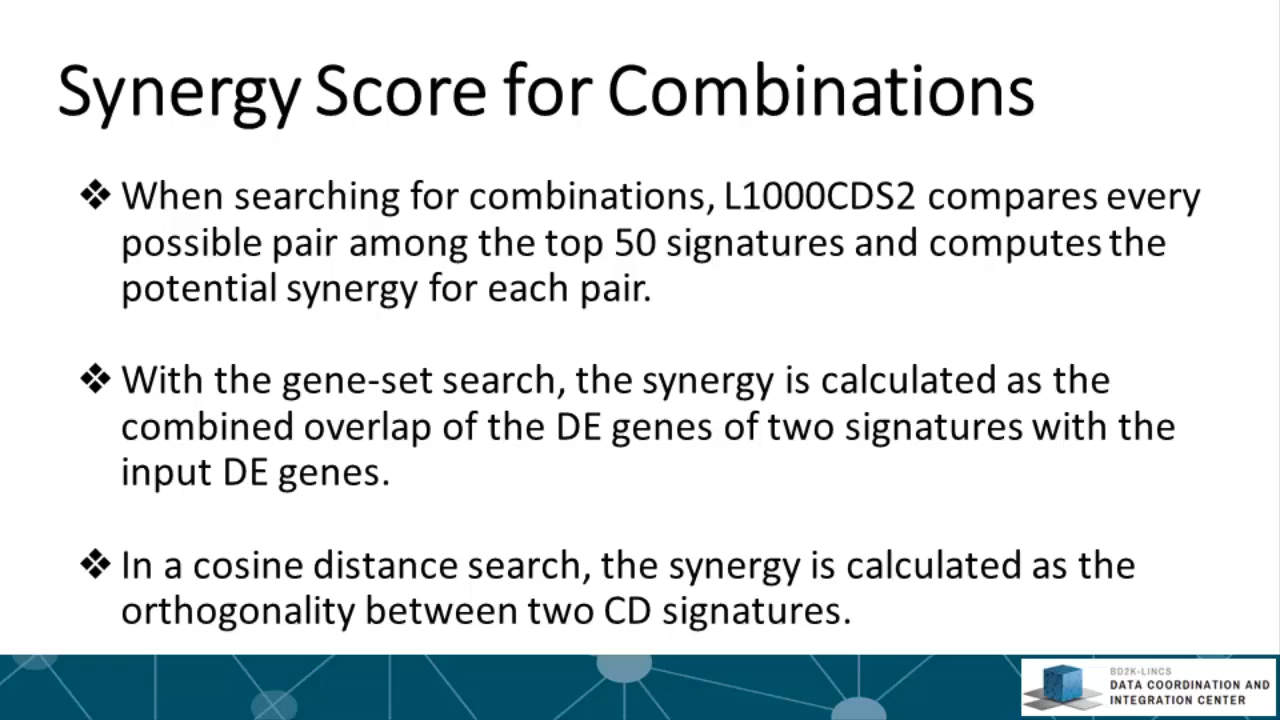 Synergy Score for Combinations
❖ When searching for combinations, L1000CDS2 compares every
possible pair among the top 50 signatures and computes the
potential synergy for each pair.
❖ With the gene-set search, the synergy is calculated as the
combined overlap of the DE genes of two signatures with the
input DE genes.
❖ In a cosine distance search, the synergy is calculated as the
orthogonality between two CD signatures.
BD2K-LINCS
DATA COORDINATION AND
INTEGRATION CENTER